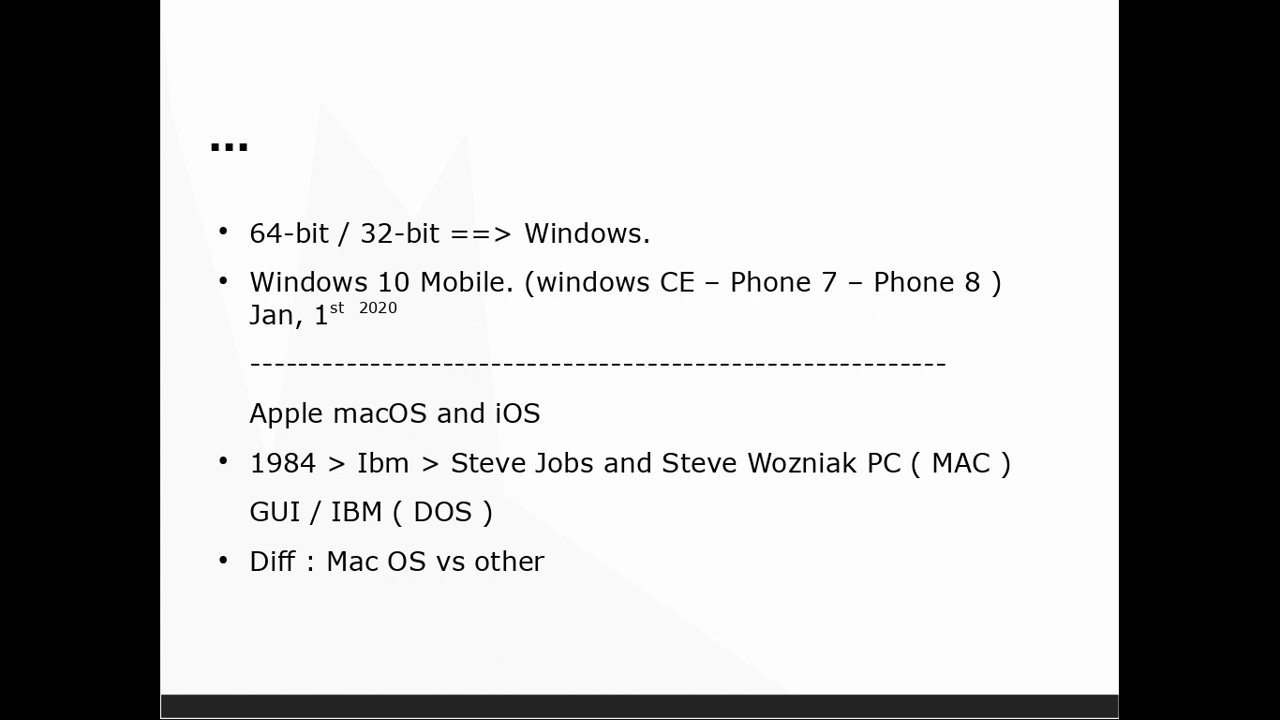 ...
• 64-bit / 32-bit ==> Windows.
• Windows 10 Mobile. (windows CE – Phone 7 – Phone 8 )
Jan, 1st 2020
----------------------------------------------------------
Apple macOS and iOS
• 1984 > Ibm > Steve Jobs and Steve Wozniak PC ( MAC )
GUI / IBM ( DOS )
• Diff : Mac OS vs other